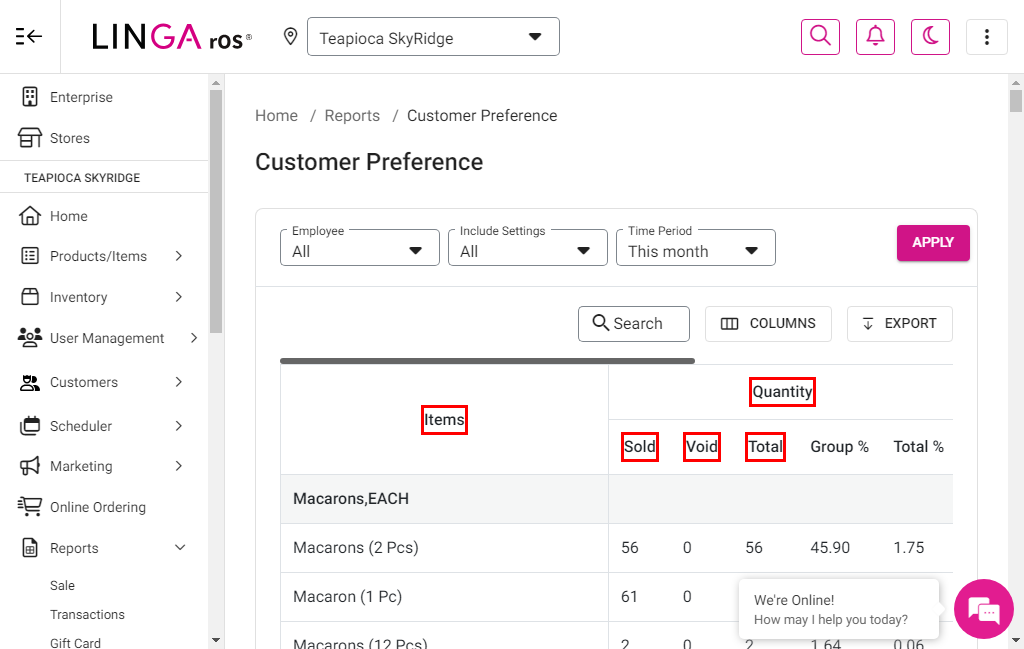 LINGA ros®
Teapioca SkyRidge
Enterprise
Stores
TEAPIOCA SKYRIDGE
Home
Products/Items
Inventory
User Management
Customers
Scheduler
Marketing
Online Ordering
Reports
Sale
Transactions
Gift Card
Home / Reports / Customer Preference
Customer Preference
Employee
All
Include Settings
All
Time Period
This month
APPLY
Search
COLUMNS
EXPORT
Items
Quantity
Sold Void Total Group % Total %
Macarons,EACH
Macarons (2 Pcs) 56 0 56 45.90 1.75
Macaron (1 Pc) 61 0
Macarons (12 Pcs) 2 0 2 1.64 0.06
We're Online!
How may I help you today?